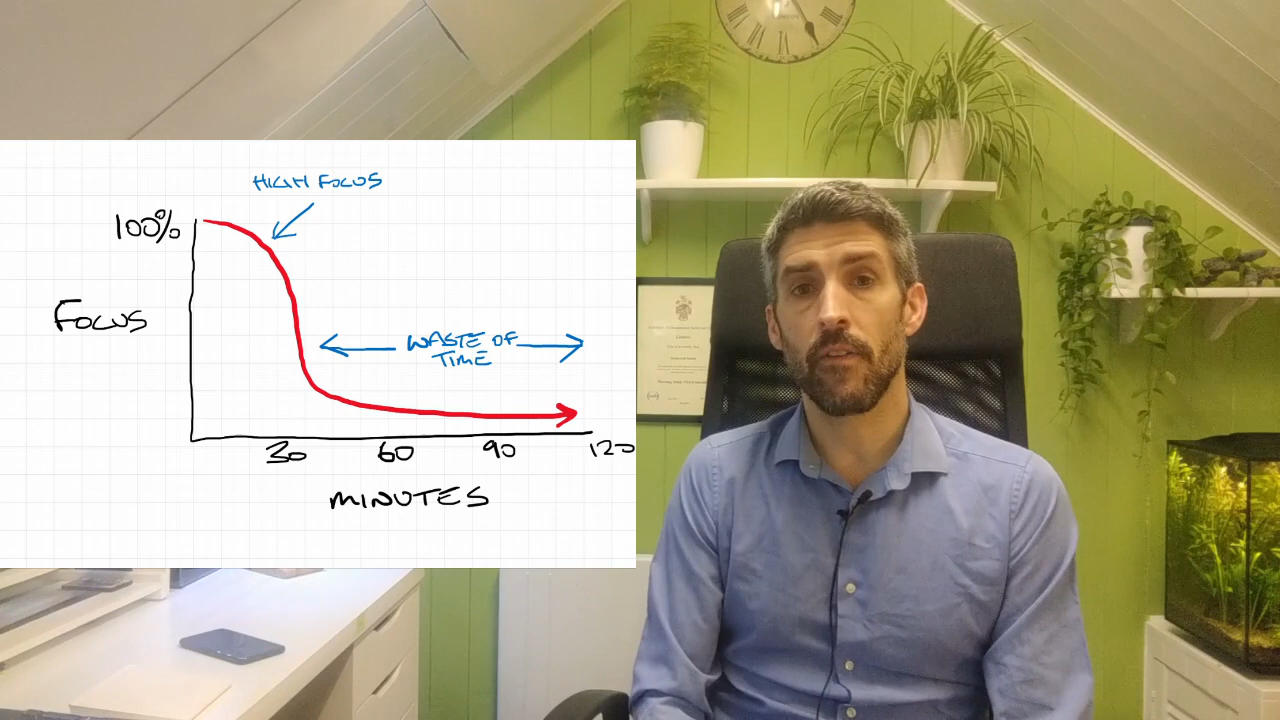 HIGH FOCUS
100%
FOCUS
WASTE OF
TIME
30 60 90 120
MINUTES